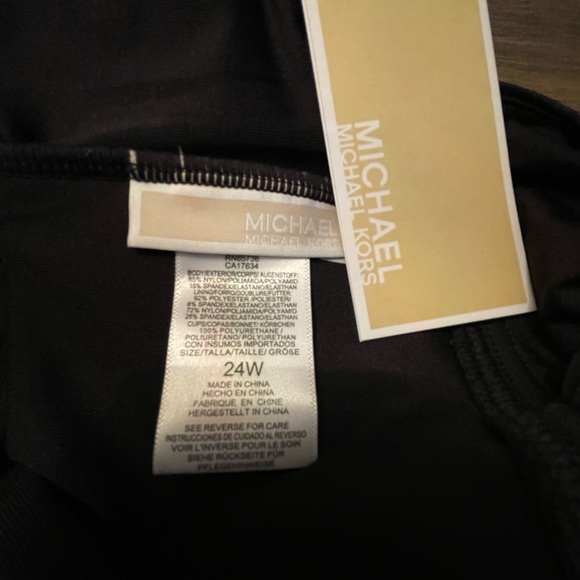 MICHAEL
MICHAEL KORS
MICHAEL
MICHAEL KORS
RN85736
CA17634
BODY/EXTERIOR/CORPS/AUGENSTOFF:
85% NYLON/POLIAMIDA/POLYAMID
15% SPANDEX/ELASTANO/ELASTHAN
LINING/FORRO/DOUBLURE/FUTTER:
92% POLYESTER /POLIESTER/
8% SPANDEX/ELASTANO/ELASTHAN
72% NYLON/POLIAMIDA/POLYAMID
28% SPANDEX/ELASTANO/ELASTHAN
CUPS/COPAS/BONNET/ KÖRBCHEN
100% POLYURETHANE /
POLIURETANO/ POLYURETHAN
CON INSUMOS IMPORTADOS
SIZE/TALLA/TAILLE/ GRÖßE
24W
MADE IN CHINA
HECHO EN CHINA
FABRIQUE EN CHINE
HERGESTELLT IN CHINA
SEE REVERSE FOR CARE
INSTRUCCIONES DE CUIDADO AL REVERSO
VOIR L'INVERSE POUR LE SOIN
SIEHE RÜCKSEITE FÜR
PFLEGEHINWEISE